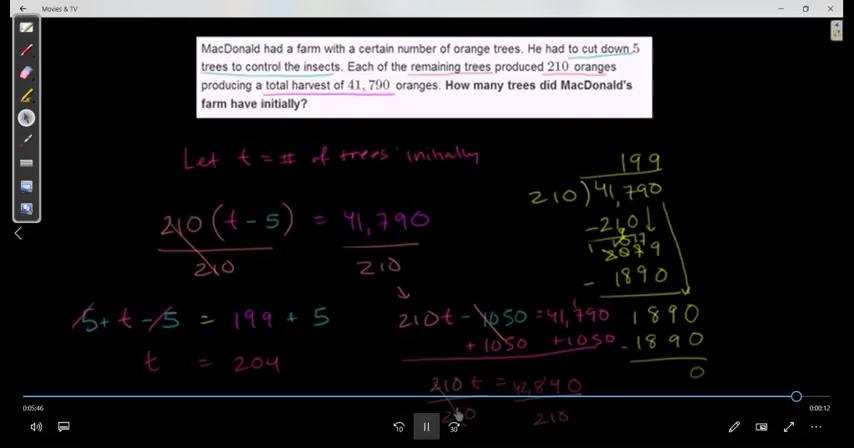 Movies & TV
MacDonald had a farm with a certain number of orange trees. He had to cut down 5
trees to control the insects. Each of the remaining trees produced 210 oranges
producing a total harvest of 41,790 oranges. How many trees did MacDonald's
farm have initially?
Let t = # of trees initially
210 (t - 5) = 41,790
210 210
5 + t - 5 = 199 + 5
t = 204
210t - 1050 = 41,790
+ 1050 + 1050
210 t = 42,840
210 210
199
210 ) 41,790
- 210
- 1890
1890
- 1890
0
0:05:46
0:00:12
10
30